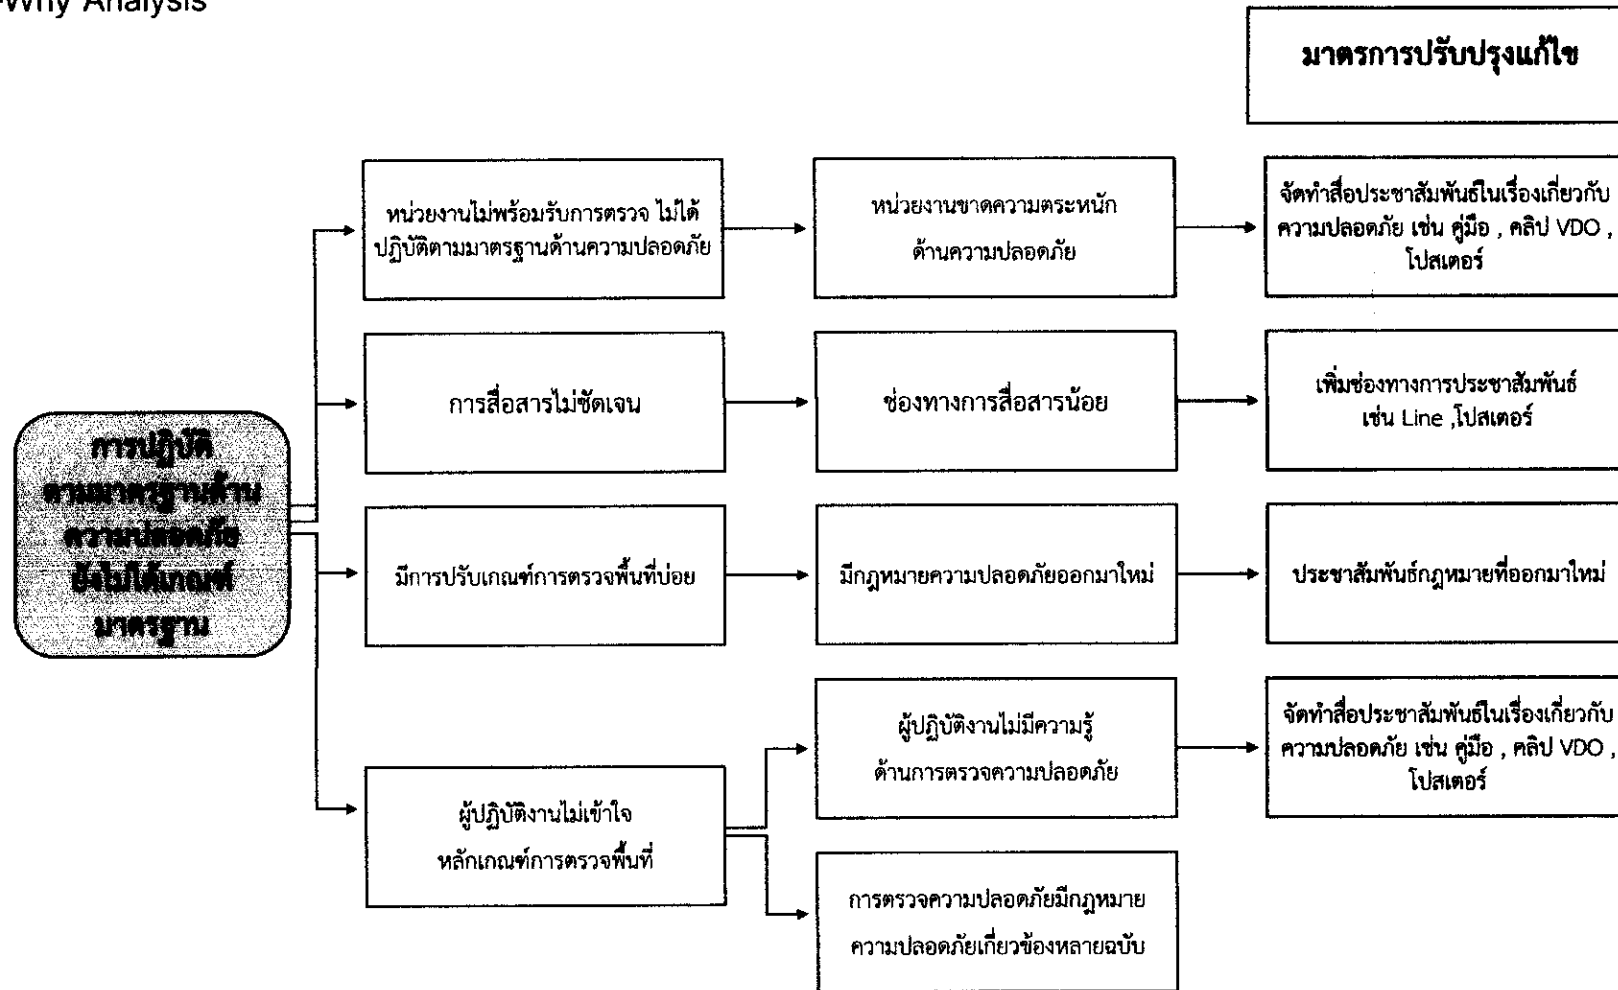 Why Analysis
มาตรการปรับปรุงแก้ไข
หน่วยงานไม่พร้อมรับการตรวจ ไม่ได้
ปฏิบัติตามมาตรฐานด้านความปลอดภัย
หน่วยงานขาดความตระหนัก
ด้านความปลอดภัย
จัดทำสื่อประชาสัมพันธ์ในเรื่องเกี่ยวกับ
ความปลอดภัย เช่น คู่มือ , คลิป VDO ,
โปสเตอร์
การสื่อสารไม่ชัดเจน
ช่องทางการสื่อสารน้อย
เพิ่มช่องทางการประชาสัมพันธ์
เช่น Line ,โปสเตอร์
การปฏิบัติ
ตามมาตรฐานด้าน
ความปลอดภัย
ยังไม่ได้เกณฑ์
มาตรฐาน
มีการปรับเกณฑ์การตรวจพื้นที่บ่อย
มีกฎหมายความปลอดภัยออกมาใหม่
ประชาสัมพันธ์กฎหมายที่ออกมาใหม่
ผู้ปฏิบัติงานไม่เข้าใจ
หลักเกณฑ์การตรวจพื้นที่
ผู้ปฏิบัติงานไม่มีความรู้
ด้านการตรวจความปลอดภัย
จัดทำสื่อประชาสัมพันธ์ในเรื่องเกี่ยวกับ
ความปลอดภัย เช่น คู่มือ , คลิป VDO ,
โปสเตอร์
การตรวจความปลอดภัยมีกฎหมาย
ความปลอดภัยเกี่ยวข้องหลายฉบับ